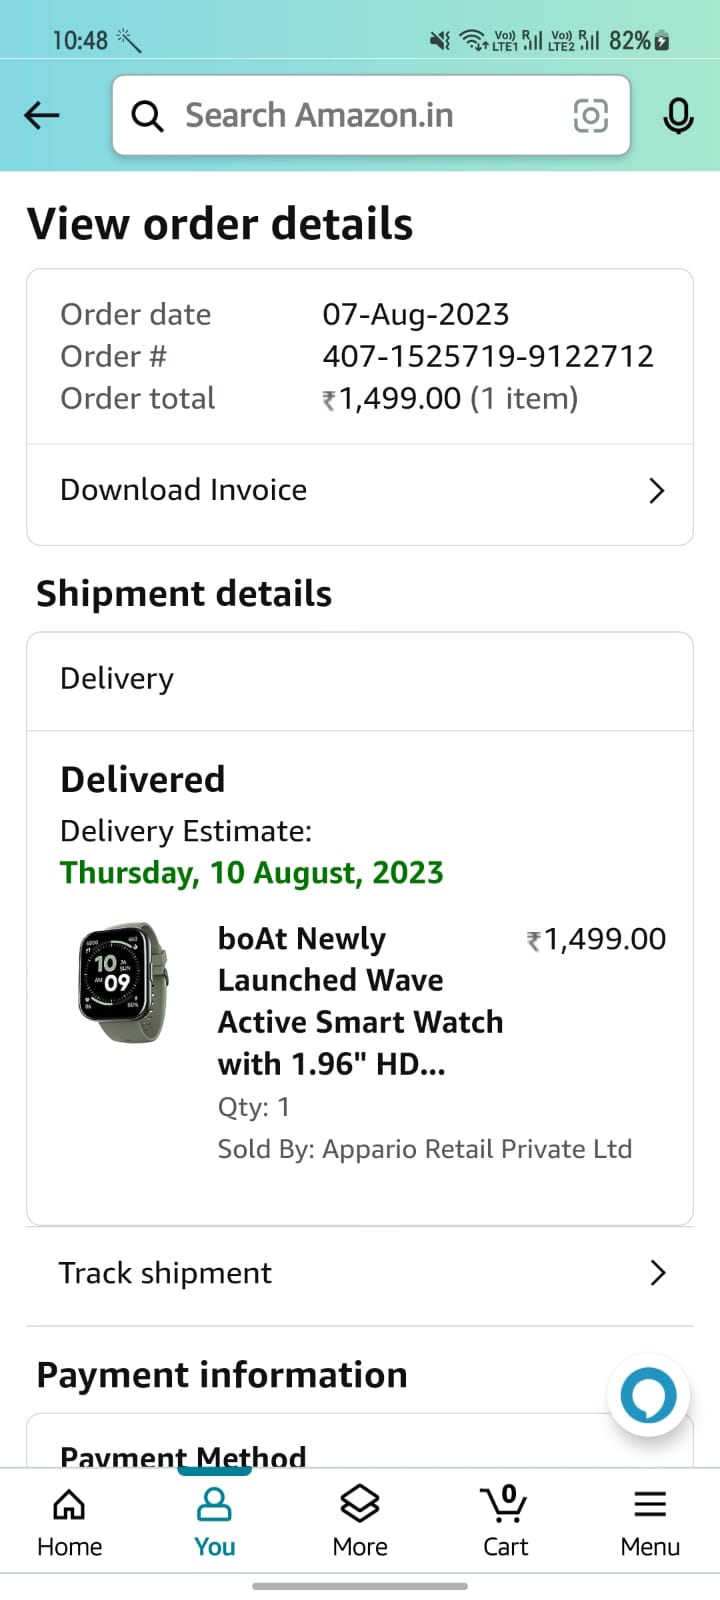 10:48
Vo)) R Vo)) R 82%
LTE1 LTE2
Search Amazon.in
View order details
Order date 07-Aug-2023
Order # 407-1525719-9122712
Order total ₹1,499.00 (1 item)
Download Invoice
Shipment details
Delivery
Delivered
Delivery Estimate:
Thursday, 10 August, 2023
10
09
boAt Newly ₹1,499.00
Launched Wave
Active Smart Watch
with 1.96" HD...
Qty: 1
Sold By: Appario Retail Private Ltd
Track shipment
Payment information
Payment Method
0
Home You More Cart Menu